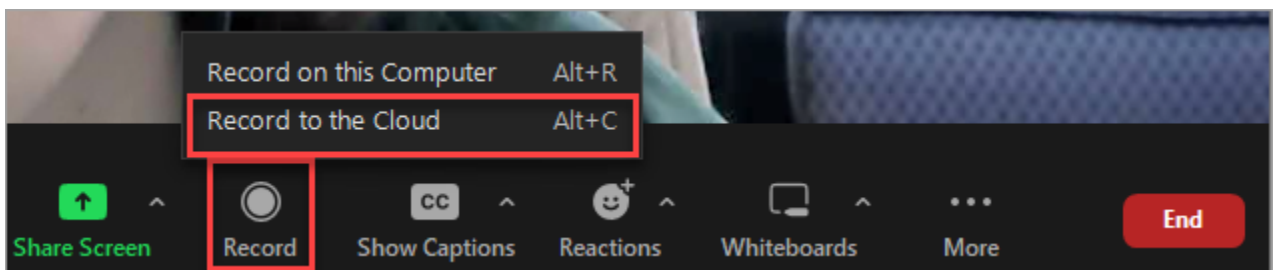 Record on this Computer Alt+R
Record to the Cloud Alt+C
CC
Share Screen Record Show Captions Reactions Whiteboards More End